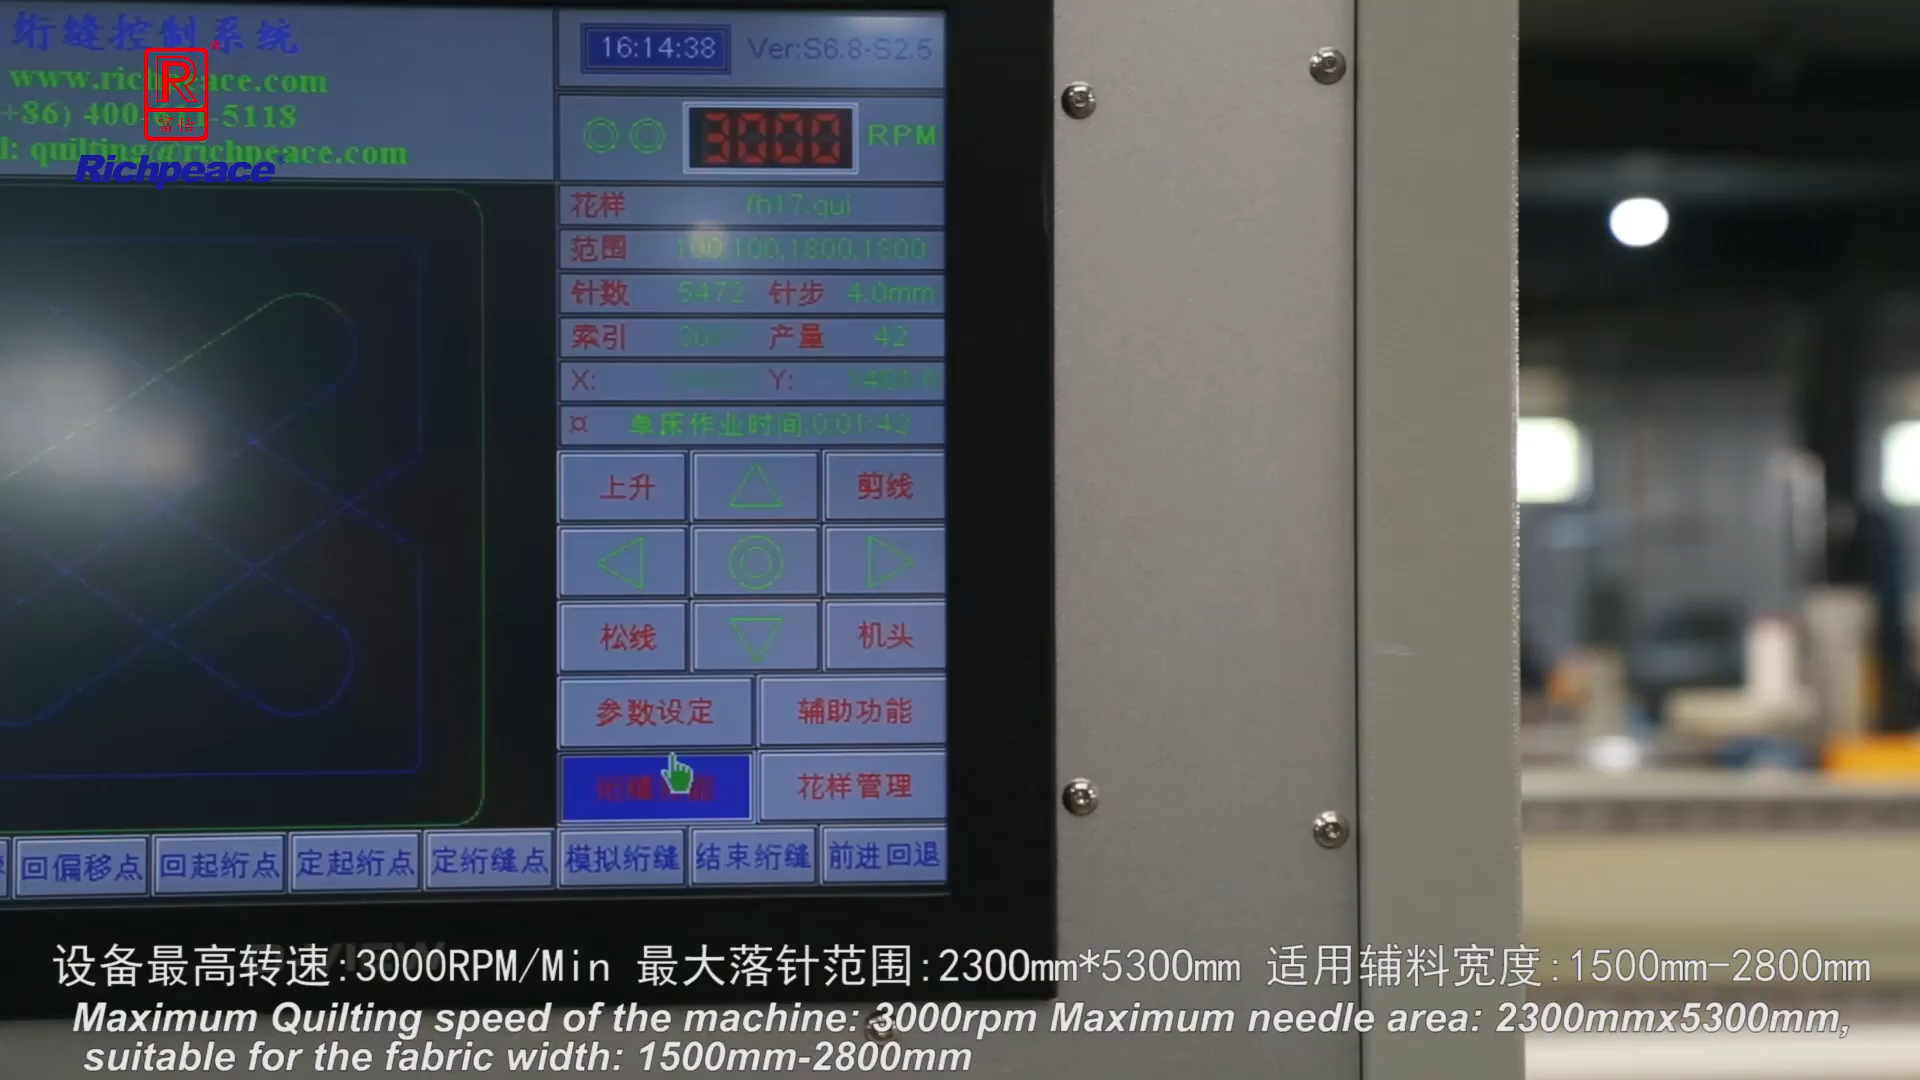 绗缝控制系统
www.richpeace.com
+86) 400-6 1-5118
l: quilting@richpeace.com
R
富怡
Richpeace
16:14:38 Ver:S6.8-S2.5
3000 RPM
花样 fh17.qui
范围 100,100,1800,1800
针数 5472 针步 4.0mm
索引 产量 42
X: Y:
单床作业时间:0:01:42
上升 剪线
松线 机头
参数设定 辅助功能
花样管理
回偏移点 回起绗点 定起绗点 定绗缝点 模拟绗缝 结束绗缝 前进回退
设备最高转速:3000RPM/Min 最大落针范围:2300mm*5300mm 适用辅料宽度:1500mm-2800mm
Maximum Quilting speed of the machine: 3000rpm Maximum needle area: 2300mmx5300mm,
suitable for the fabric width: 1500mm-2800mm